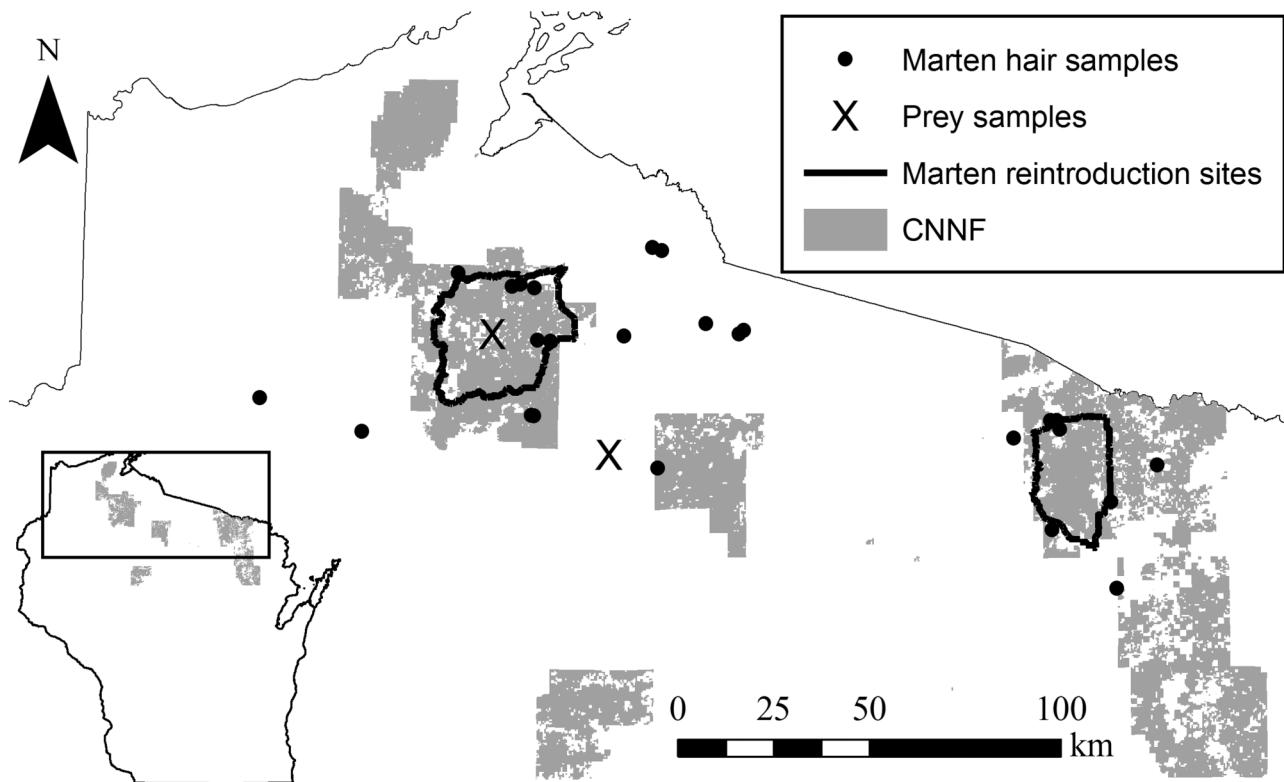 N
Marten hair samples
X Prey samples
Marten reintroduction sites
CNNF
X
X
0 25 50 100
km